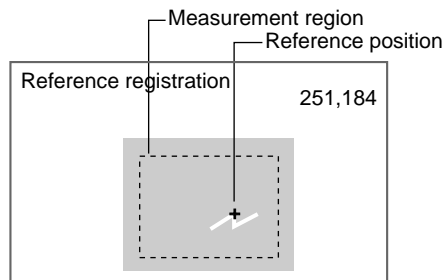 Measurement region
Reference position
Reference registration
251,184